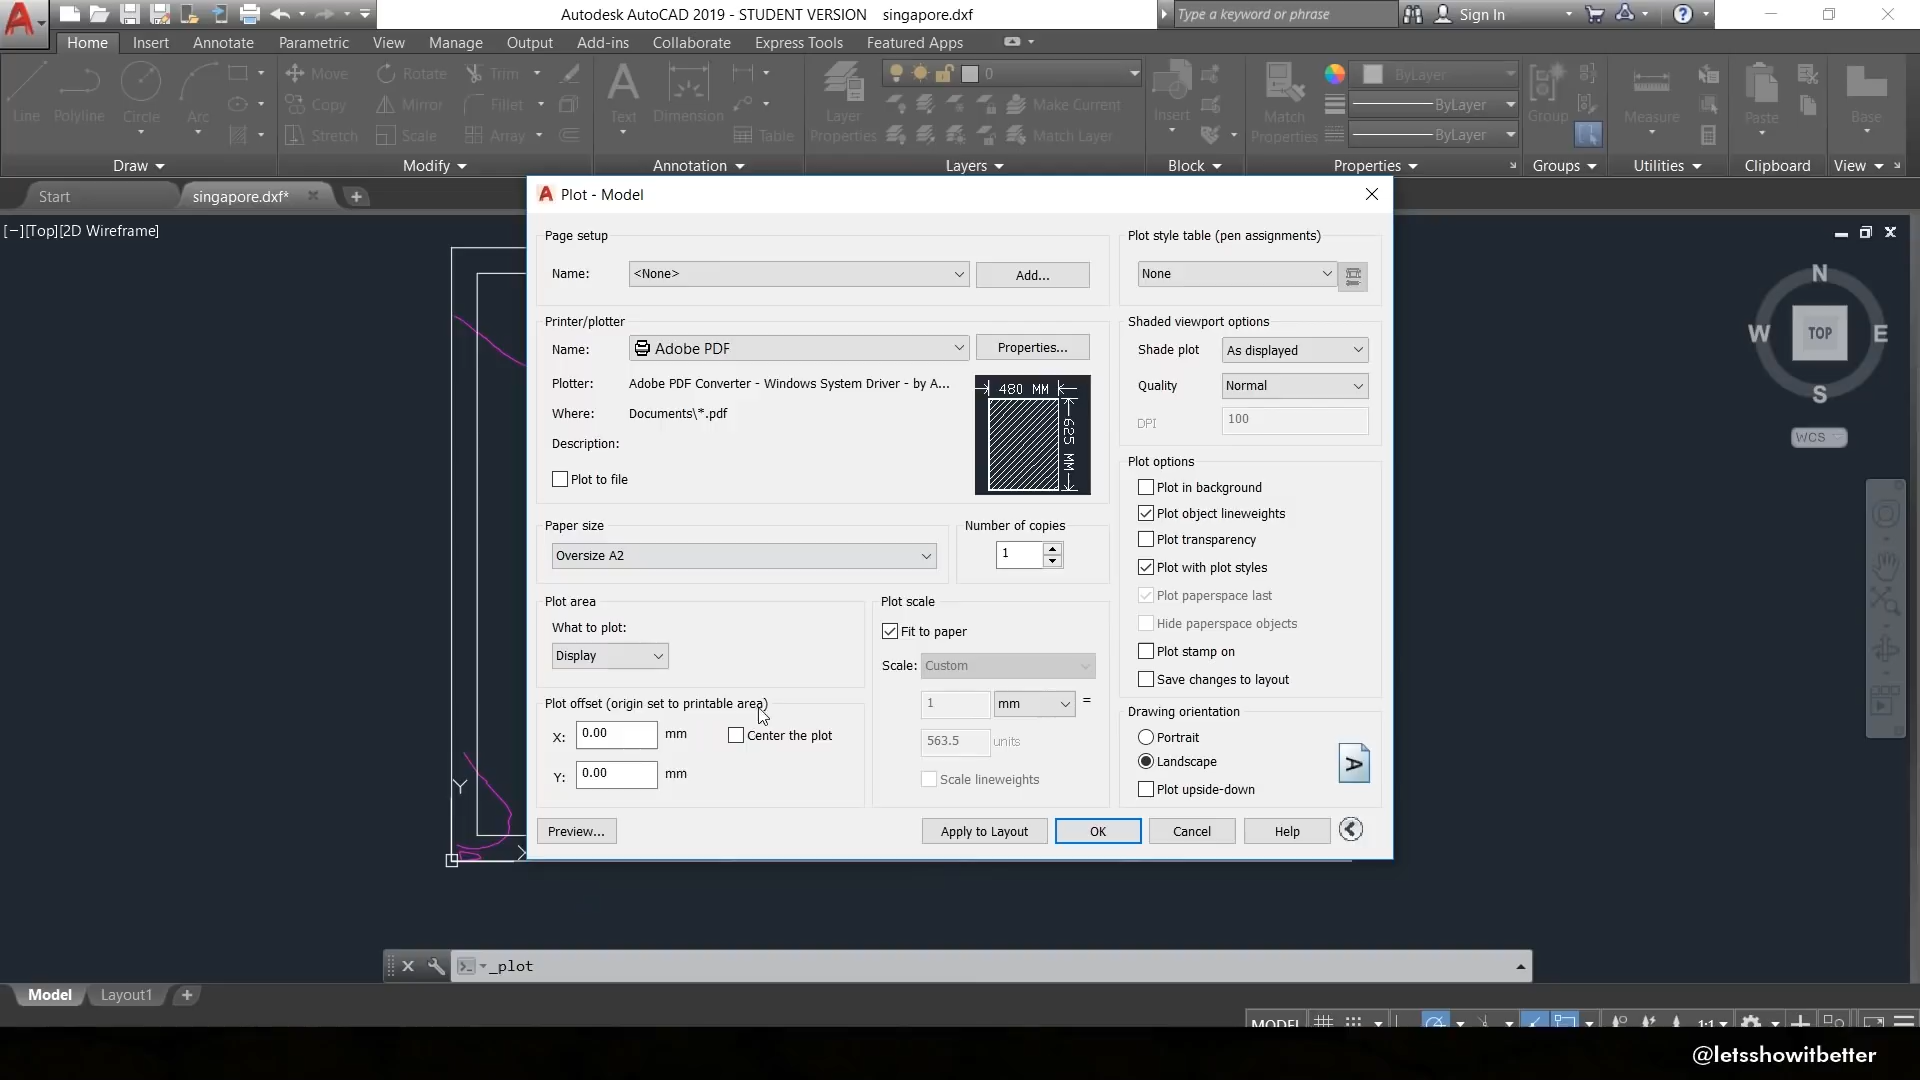 Autodesk AutoCAD 2019 - STUDENT VERSION singapore.dxf
Type a keyword or phrase
Sign In
Home Insert Annotate Parametric View Manage Output Add-ins Collaborate Express Tools Featured Apps
Move Rotate Trim
0
ByLayer
Line Polyline Circle Arc
Copy Mirror Fillet
Text Dimension
Layer Properties
Make Current
Insert
Match Properties
ByLayer
Group
Measure
Paste
Base
Stretch Scale Array
Table
Match Layer
ByLayer
Draw Modify Annotation Layers Block Properties Groups Utilities Clipboard View
Start singapore.dxf*
[−][Top][2D Wireframe]
N
W TOP E
S
WCS
Y
X
Plot - Model
Page setup
Name: <None> Add...
Printer/plotter
Name: Adobe PDF Properties...
Plotter: Adobe PDF Converter - Windows System Driver - by A...
Where: Documents\*.pdf
Description:
Plot to file
480 MM
625 MM
Paper size
Oversize A2
Number of copies
1
Plot area
What to plot:
Display
Plot offset (origin set to printable area)
X: 0.00 mm
Center the plot
Y: 0.00 mm
Plot scale
Fit to paper
Scale: Custom
1 mm =
563.5 units
Scale lineweights
Plot style table (pen assignments)
None
Shaded viewport options
Shade plot As displayed
Quality Normal
DPI 100
Plot options
Plot in background
Plot object lineweights
Plot transparency
Plot with plot styles
Plot paperspace last
Hide paperspace objects
Plot stamp on
Save changes to layout
Drawing orientation
Portrait
Landscape
Plot upside-down
A
Preview... Apply to Layout OK Cancel Help
_plot
Model Layout1
MODEL 1:1
@letsshowitbetter